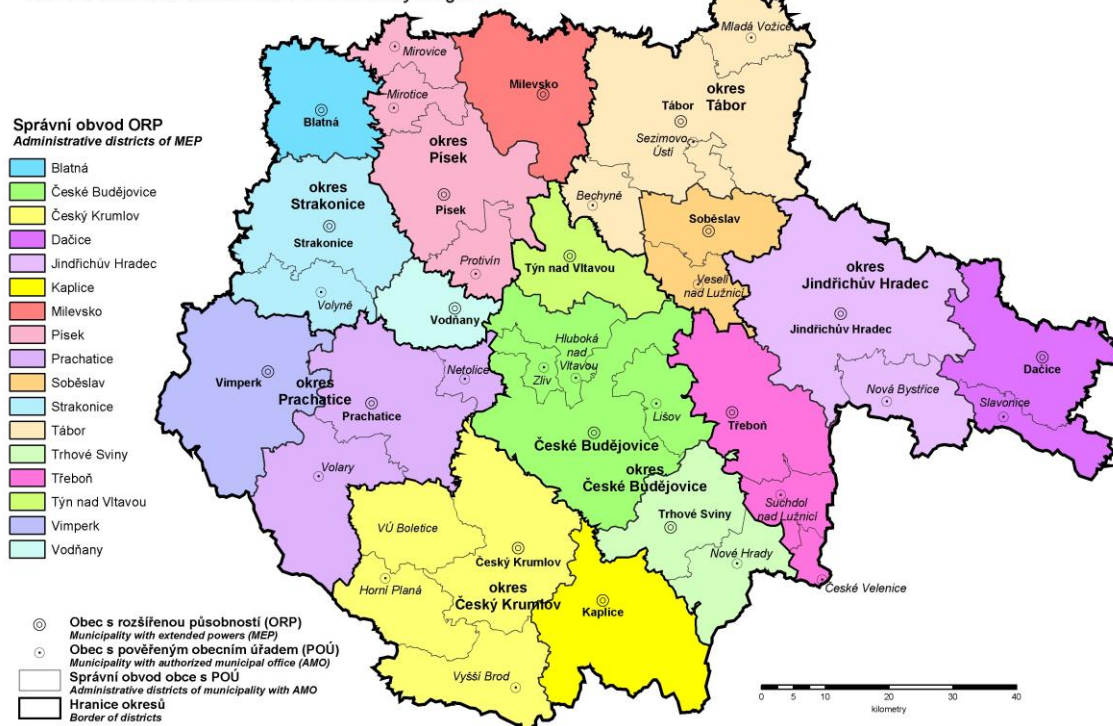 Správní obvod ORP
Administrative districts of MEP
Blatná
České Budějovice
Český Krumlov
Dačice
Jindřichův Hradec
Kaplice
Milevsko
Písek
Prachatice
Soběslav
Strakonice
Tábor
Trhové Sviny
Třeboň
Týn nad Vltavou
Vimperk
Vodňany
Obec s rozšířenou působností (ORP)
Municipality with extended powers (MEP)
Obec s pověřeným obecním úřadem (POÚ)
Municipality with authorized municipal office (AMO)
Správní obvod obce s POÚ
Administrative districts of municipality with AMO
Hranice okresů
Border of districts
Mladá Vožice
Mirovice
okres
Tábor
Milevsko
Mirotice
Tábor
Blatná
Sezimovo
Ústí
okres
Písek
okres
Strakonice
Písek
Bechyně
Soběslav
Strakonice
Protivín
Týn nad Vltavou
okres
Jindřichův Hradec
Veselí
nad Lužnicí
Volyně
Vodňany
Jindřichův Hradec
Hluboká
nad
Vltavou
Zliv
Netolice
Vimperk
okres
Prachatice
Prachatice
Dačice
Nová Bystřice
Slavonice
Lišov
Třeboň
České Budějovice
okres
České Budějovice
Volary
Suchdol
nad Lužnicí
Trhové Sviny
VÚ Boletice
Český Krumlov
Nové Hrady
Horní Planá
okres
Český Krumlov
České Velenice
Kaplice
Vyšší Brod
0 5 10 20 30 40
kilometry